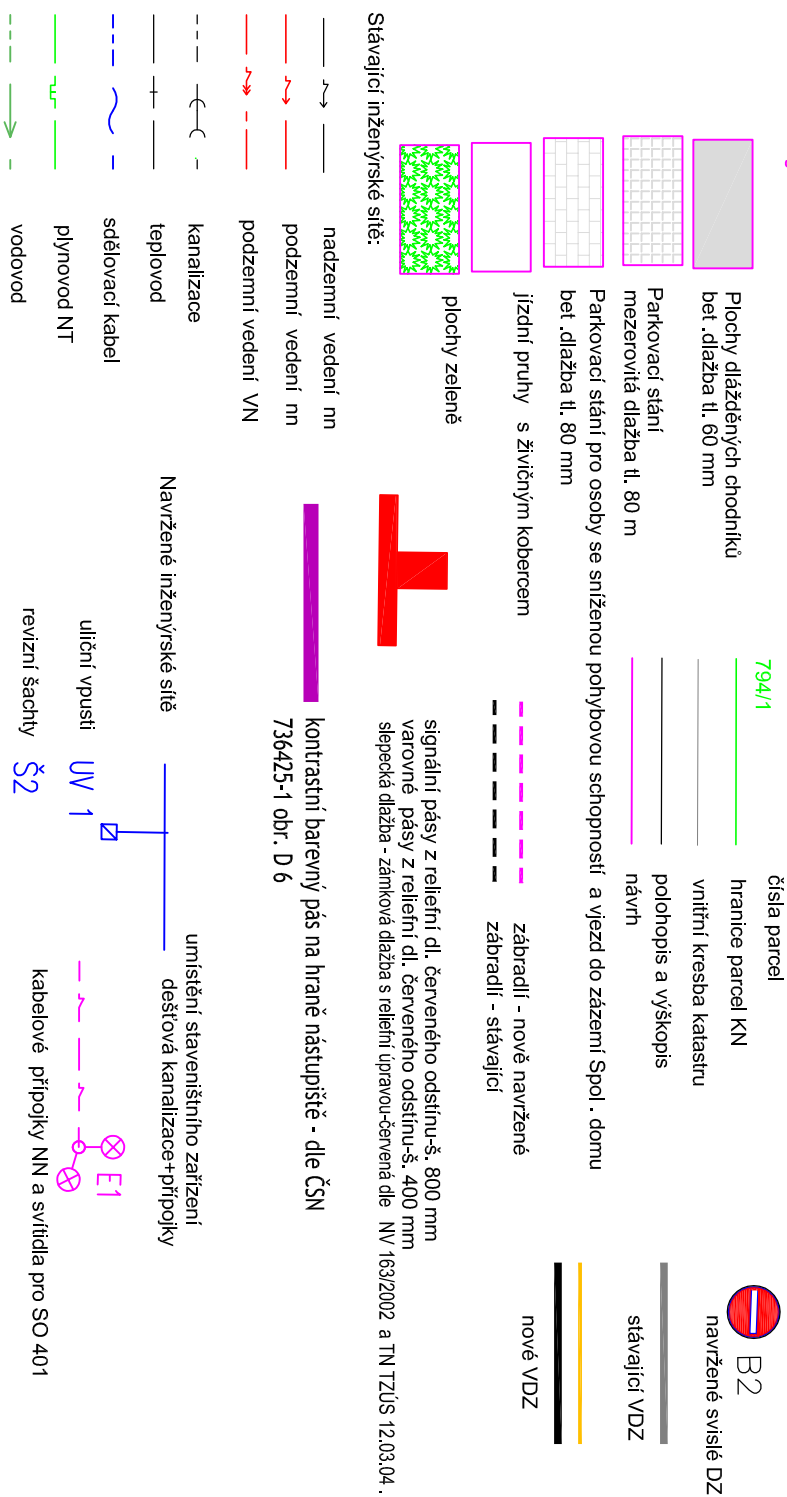 Plochy dlážděných chodníků
bet .dlažba tl. 60 mm
Parkovací stání
mezerovitá dlažba tl. 80 m
Parkovací stání pro osoby se sníženou pohybovou schopností a vjezd do zázemí Spol . domu
bet .dlažba tl. 80 mm
jízdní pruhy s živičným kobercem
plochy zeleně
Stávající inženýrské sítě:
nadzemní vedení nn
podzemní vedení nn
podzemní vedení VN
kanalizace
teplovod
sdělovací kabel
plynovod NT
vodovod
794/1
čísla parcel
hranice parcel KN
vnitřní kresba katastru
polohopis a výškopis
návrh
zábradlí - nově navržené
zábradlí - stávající
signální pásy z reliefní dl. červeného odstínu-š. 800 mm
varovné pásy z reliefní dl. červeného odstínu-š. 400 mm
slepecká dlažba - zámková dlažba s reliefní úpravou-červená dle NV 163/2002 a TN TZÚS 12.03.04 .
kontrastní barevný pás na hraně nástupiště - dle ČSN
736425-1 obr. D 6
Navržené inženýrské sítě
umístění staveništního zařízení
dešťová kanalizace+přípojky
uliční vpusti
UV 1
revizní šachty
Š2
E1
kabelové přípojky NN a svítidla pro SO 401
B2
navržené svislé DZ
stávající VDZ
nové VDZ